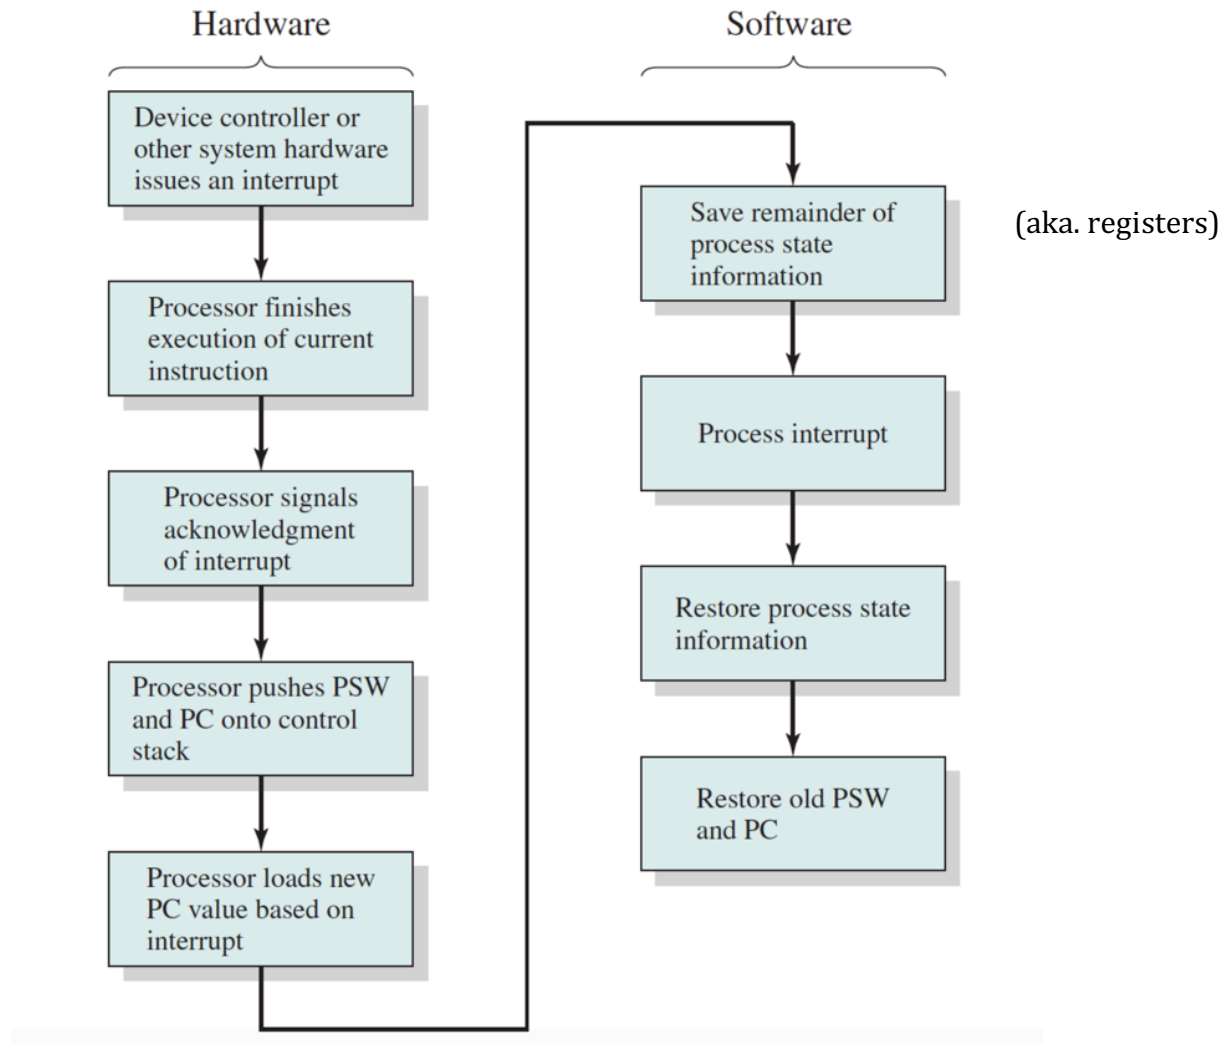 Hardware
Device controller or
other system hardware
issues an interrupt
Processor finishes
execution of current
instruction
Processor signals
acknowledgment
of interrupt
Processor pushes PSW
and PC onto control
stack
Processor loads new
PC value based on
interrupt
Software
Save remainder of
process state
information
(aka. registers)
Process interrupt
Restore process state
information
Restore old PSW
and PC